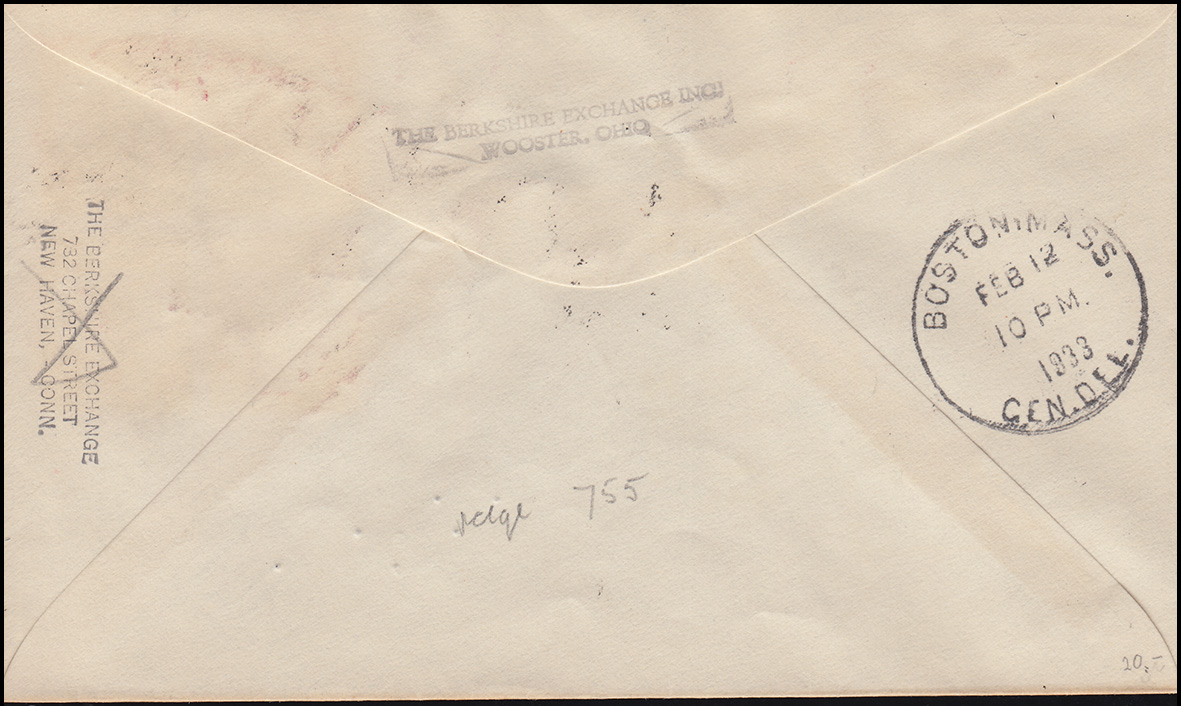 THE BERKSHIRE EXCHANGE INC.
WOOSTER, OHIO
THE BERKSHIRE EXCHANGE
732 CHAPEL STREET
NEW HAVEN, - CONN.
BOSTON, MASS.
FEB 12
10 PM.
1933
GEN. DEL.
755
20.-